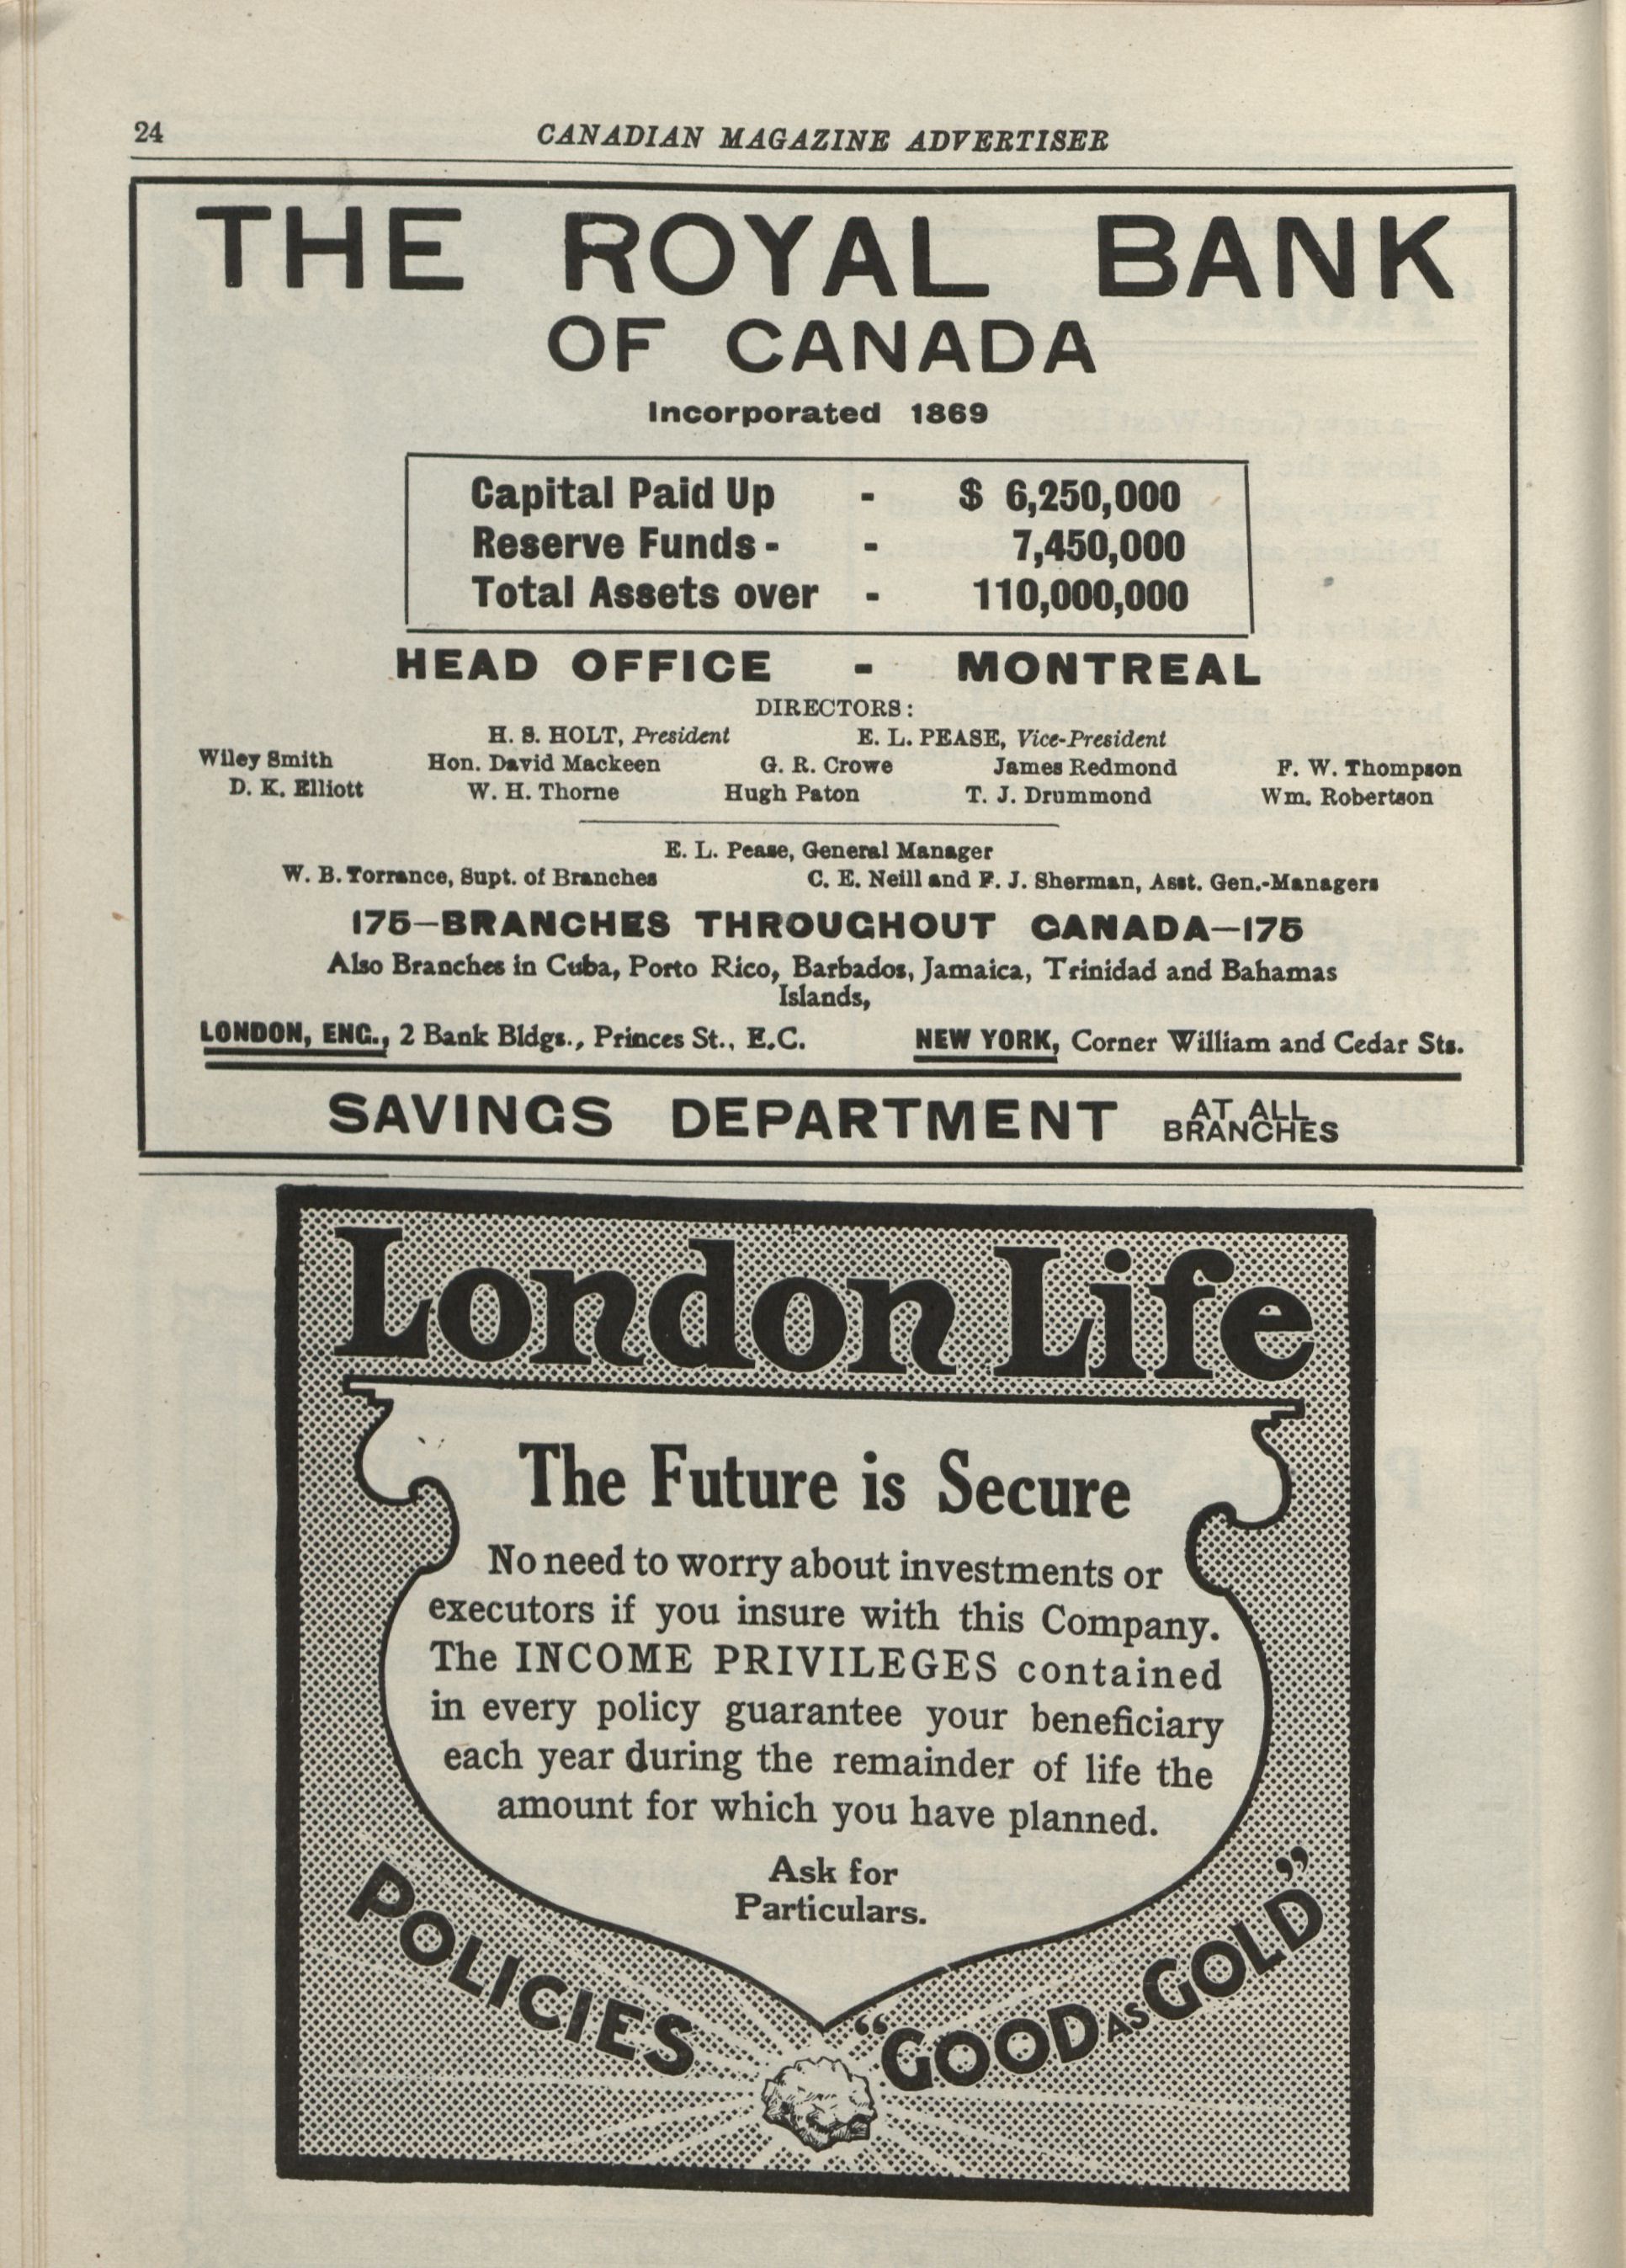 24
CANADIAN MAGAZINE ADVERTISER
THE ROYAL BANK
OF CANADA
Incorporated 1869
Capital Paid Up - $ 6,250,000
Reserve Funds - - 7,450,000
Total Assets over - 110,000,000
HEAD OFFICE - MONTREAL
DIRECTORS:
H. S. HOLT, President E. L. PEASE, Vice-President
Wiley Smith Hon. David Mackeen G. R. Crowe James Redmond F. W. Thompson
D. K. Elliott W. H. Thorne Hugh Paton T. J. Drummond Wm. Robertson
E. L. Pease, General Manager
W. B. Torrance, Supt. of Branches C. E. Neill and F. J. Sherman, Asst. Gen.-Managers
175—BRANCHES THROUGHOUT CANADA—175
Also Branches in Cuba, Porto Rico, Barbados, Jamaica, Trinidad and Bahamas
Islands,
LONDON, ENG., 2 Bank Bldgs., Princes St., E.C. NEW YORK, Corner William and Cedar Sts.
SAVINGS DEPARTMENT AT ALL
BRANCHES
London Life
The Future is Secure
No need to worry about investments or
executors if you insure with this Company.
The INCOME PRIVILEGES contained
in every policy guarantee your beneficiary
each year during the remainder of life the
amount for which you have planned.
Ask for
Particulars.
POLICIES "GOOD AS GOLD"